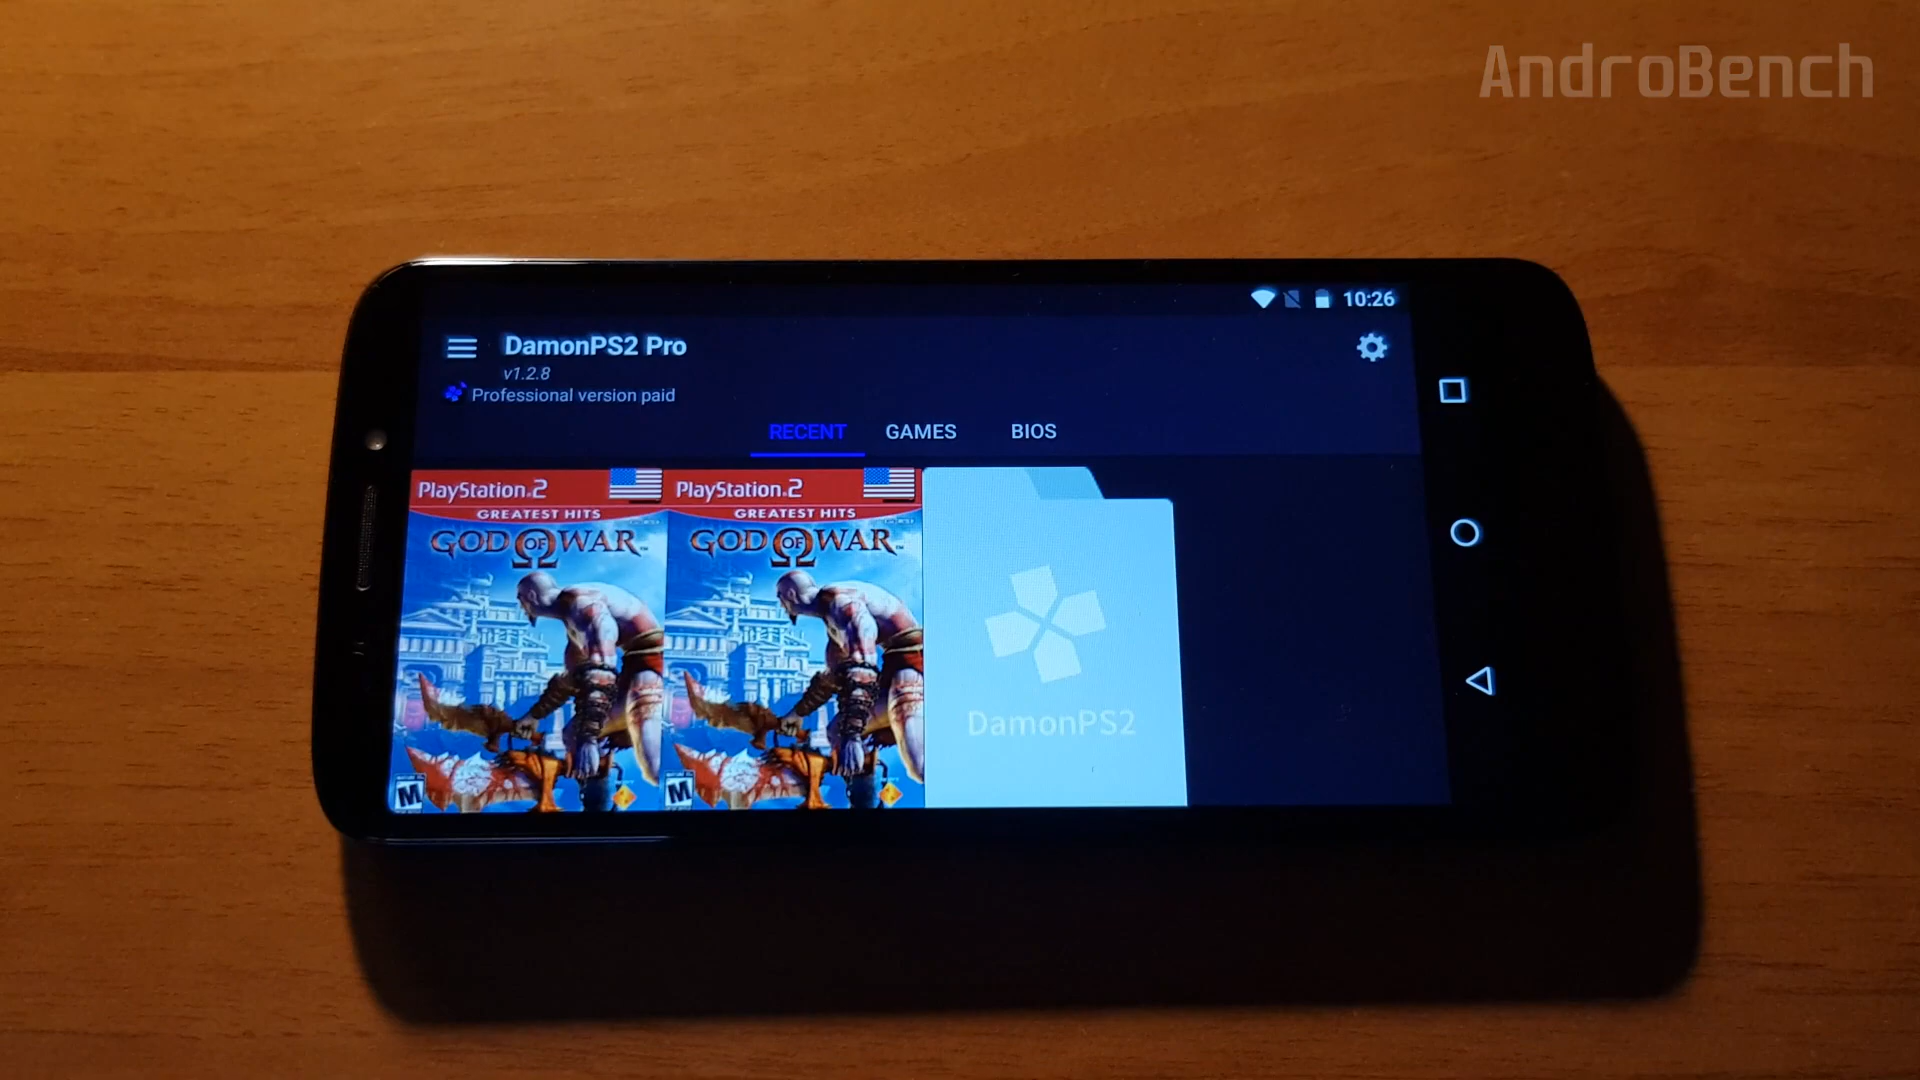 AndroBench
10:26
DamonPS2 Pro
v1.2.8
Professional version paid
RECENT GAMES BIOS
PlayStation.2
GREATEST HITS
GOD OF WAR
M
PlayStation.2
GREATEST HITS
GOD OF WAR
M
DamonPS2